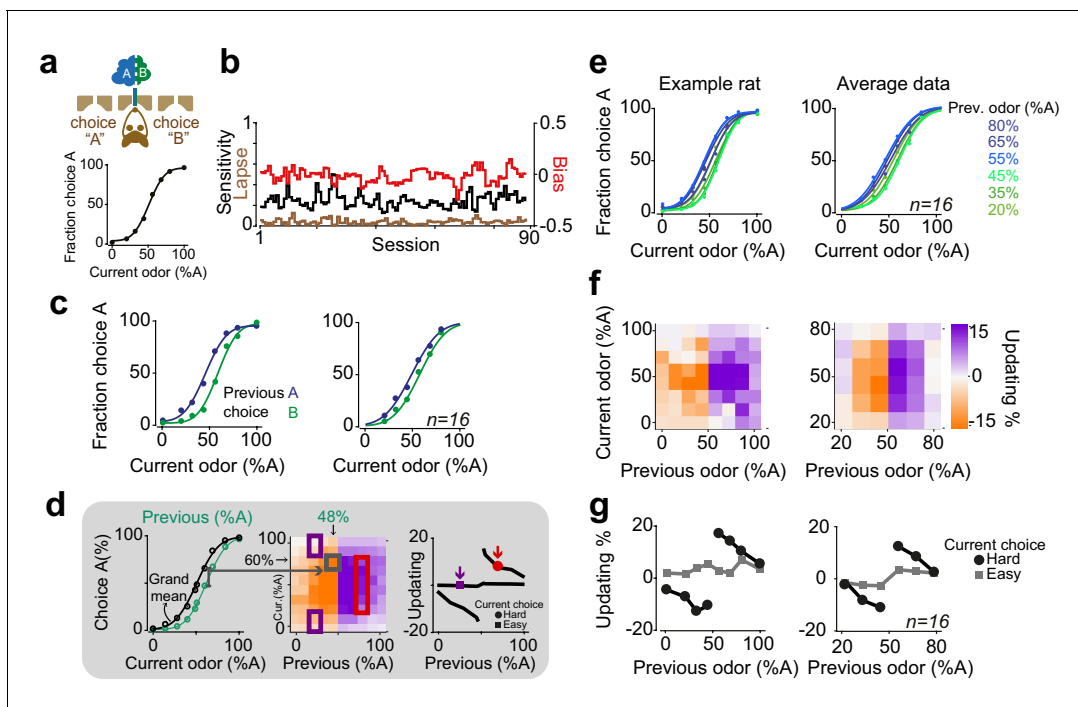 a
A B
choice "A"
choice "B"
Fraction choice A
100
50
0
0 50 100
Current odor (%A)
b
Sensitivity
Lapse
1
0
0.5
0
-0.5
Bias
1 Session 90
c
Fraction choice A
100
50
0
Previous A
choice B
0 50 100
Current odor (%A)
100
50
0
n=16
0 50 100
Current odor (%A)
d
Previous (%A)
Choice A(%)
100
0
Grand
mean
0 100
Current odor (%A)
48%
60%
100
0
Cur.(%A)
0 100
Previous (%A)
Updating
20
-20
Current choice
Hard
Easy
0 100
Previous (%A)
e
Example rat
Fraction choice A
100
50
0
0 50 100
Current odor (%A)
Average data
100
50
0
n=16
0 50 100
Current odor (%A)
Prev. odor (%A)
80%
65%
55%
45%
35%
20%
f
Current odor (%A)
100
50
0
0 50 100
Previous odor (%A)
80
50
20
20 50 80
Previous odor (%A)
15
0
-15
Updating %
g
Updating %
20
0
-20
0 50 100
Previous odor (%A)
20
0
-20
Current choice
Hard
Easy
n=16
20 50 80
Previous odor (%A)